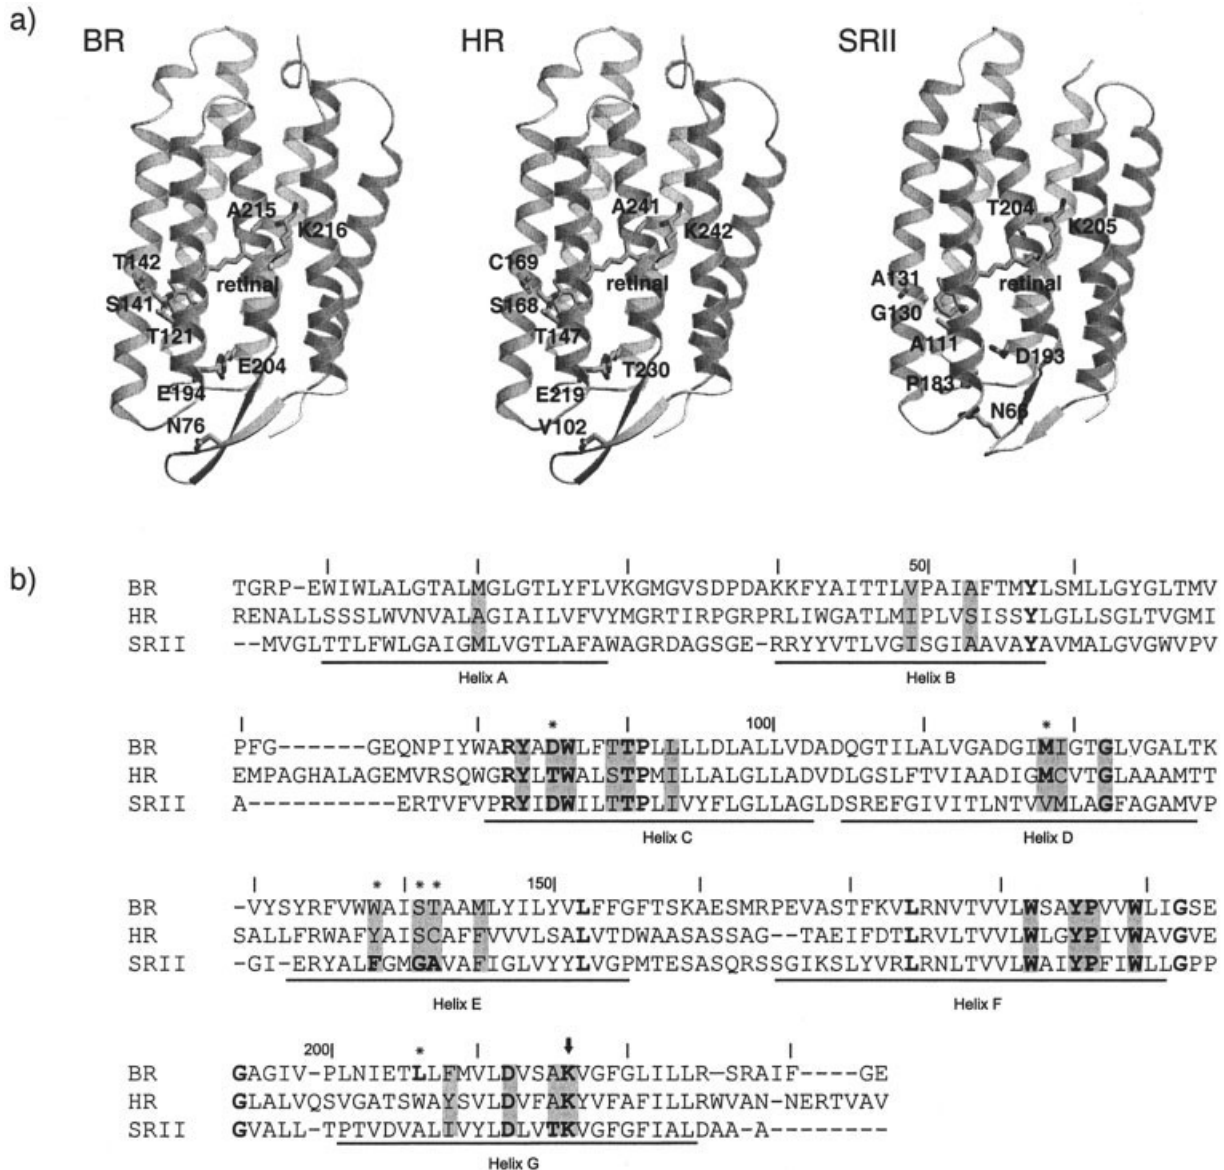 a)
BR
HR
SRII
A215
K216
T142
retinal
S141
T121
E204
E194
N76
A241
K242
C169
retinal
S168
T147
T230
E219
V102
T204
K205
A131
retinal
G130
A111
D193
P183
N66
b)
50
BR TGRP-EWIWLALGTALMGLGTLYFLVKGMGVSDPDAKKFYAITTLVPAIAFTMYLSMLLGYGLTMV
HR RENALLSSSLWVNVALAGIAILVFVYMGRTIRPGRPRLIWGATLMIPLVSISSYLGLLSGLTVGMI
SRII --MVGLTTLFWLGAIGMLVGTLAFAWAGRDAGSGE-RRYYVTLVGISGIAAVAYAVMALGVGWVPV
Helix A
Helix B
* 100 *
BR PFG------GEQNPIYWARYADWLFTTPLLLLDLALLVDADQGTILALVGADGIMIGTGLVGALTK
HR EMPAGHALAGEMVRSQWGRYLTWALSTPMILLALGLLADVDLGSLFTVIAADIGMCVTGLAAAMTT
SRII A----------ERTVFVPRYIDWILTTPLIVYFLGLLAGLDSREFGIVITLNTVVMLAGFAGAMVP
Helix C
Helix D
* * * 150
BR -VYSYRFVWWAISTAAMLYILYVLFFGFTSKAESMRPEVASTFKVLRNVTVVLWSAYPVVWLIGSE
HR SALLFRWAFYAISCAFFVVVLSALVTDWAASASSAG--TAEIFDTLRVLTVVLWLGYPIVWAVGVE
SRII -GI-ERYALFGMGAVAFIGLVYYLVGPMTESASQRSSGIKSLYVRLRNLTVVLWAIYPFIWLLGPP
Helix E
Helix F
200 *
BR GAGIV-PLNIETLLFMVLDVSAKVGFGLILLR-SRAIF----GE
HR GLALVQSVGATSWAYSVLDVFAKYVFAFILLRWVAN-NERTVAV
SRII GVALL-TPTVDVALIVYLDLVTKVGFGFIALDAA-A--------
Helix G